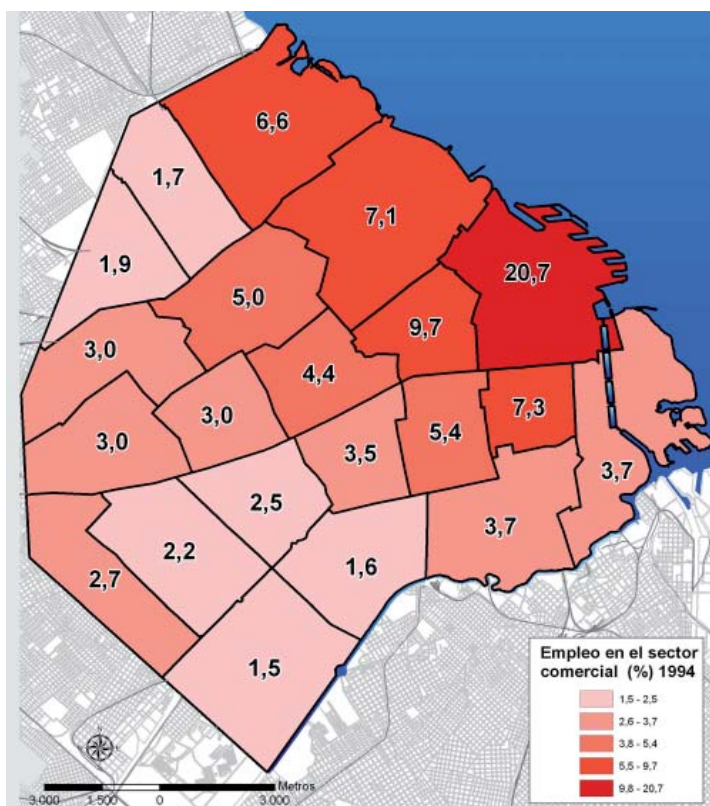 6,6
1,7
7,1
1,9
20,7
5,0
9,7
3,0
4,4
7,3
3,0
3,0
5,4
3,5
3,7
2,5
3,7
2,2
1,6
2,7
1,5
Empleo en el sector
comercial (%) 1994
1,5 - 2,5
2,6 - 3,7
3,8 - 5,4
5,5 - 9,7
9,8 - 20,7
Metros
3.000 1.500 0 3.000